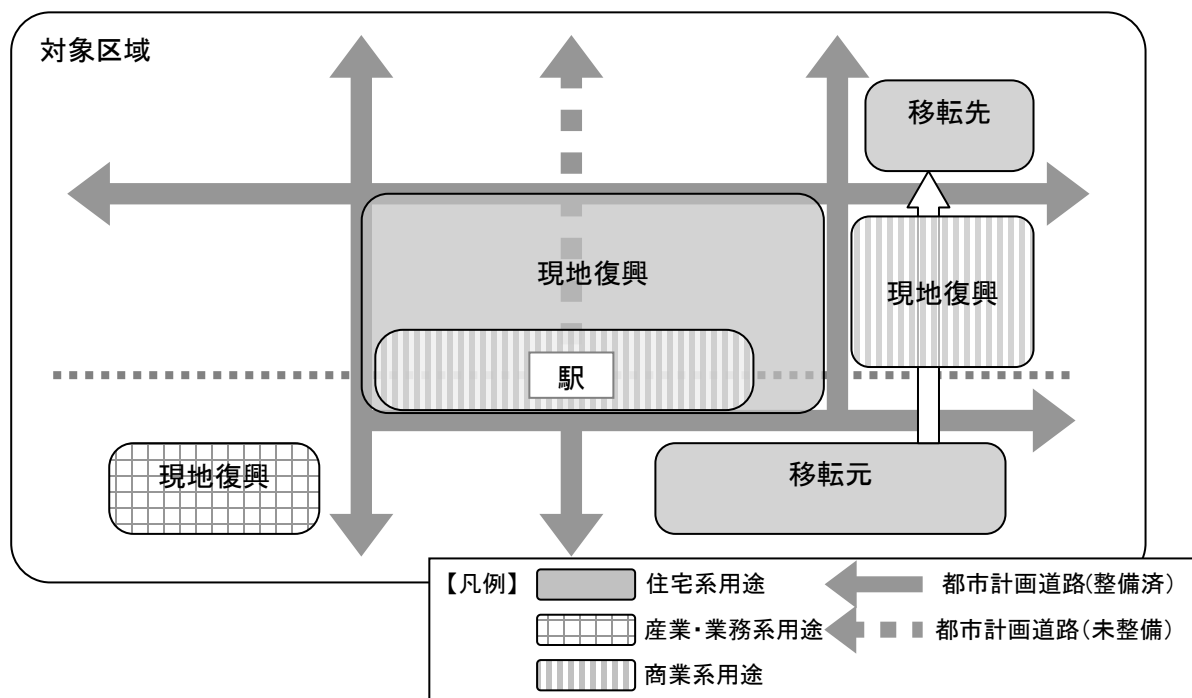 対象区域
移転先
現地復興
現地復興
駅
現地復興
移転元
【凡例】
住宅系用途
都市計画道路(整備済)
産業・業務系用途
都市計画道路(未整備)
商業系用途